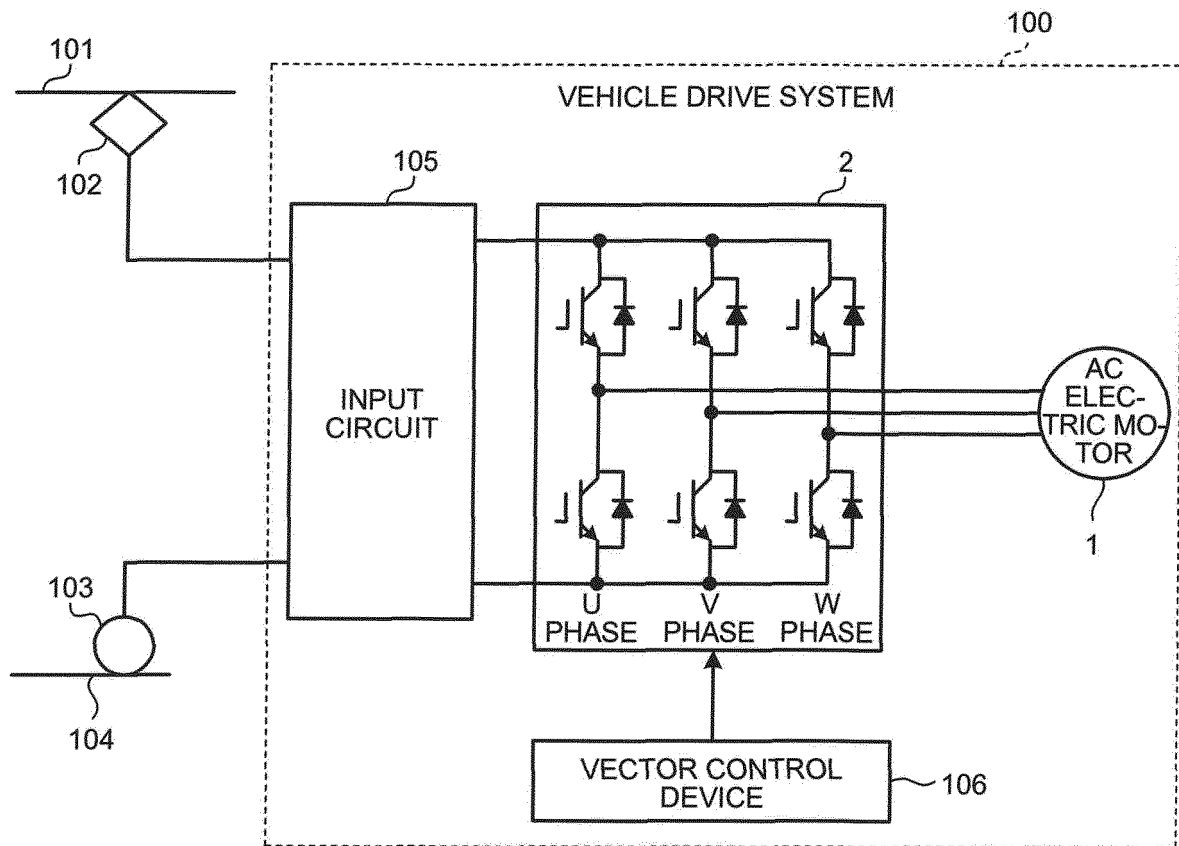 100
101
VEHICLE DRIVE SYSTEM
102
105
2
INPUT
CIRCUIT
AC
ELEC-
TRIC MO-
TOR
1
103
U
PHASE
V
PHASE
W
PHASE
104
VECTOR CONTROL
DEVICE
106